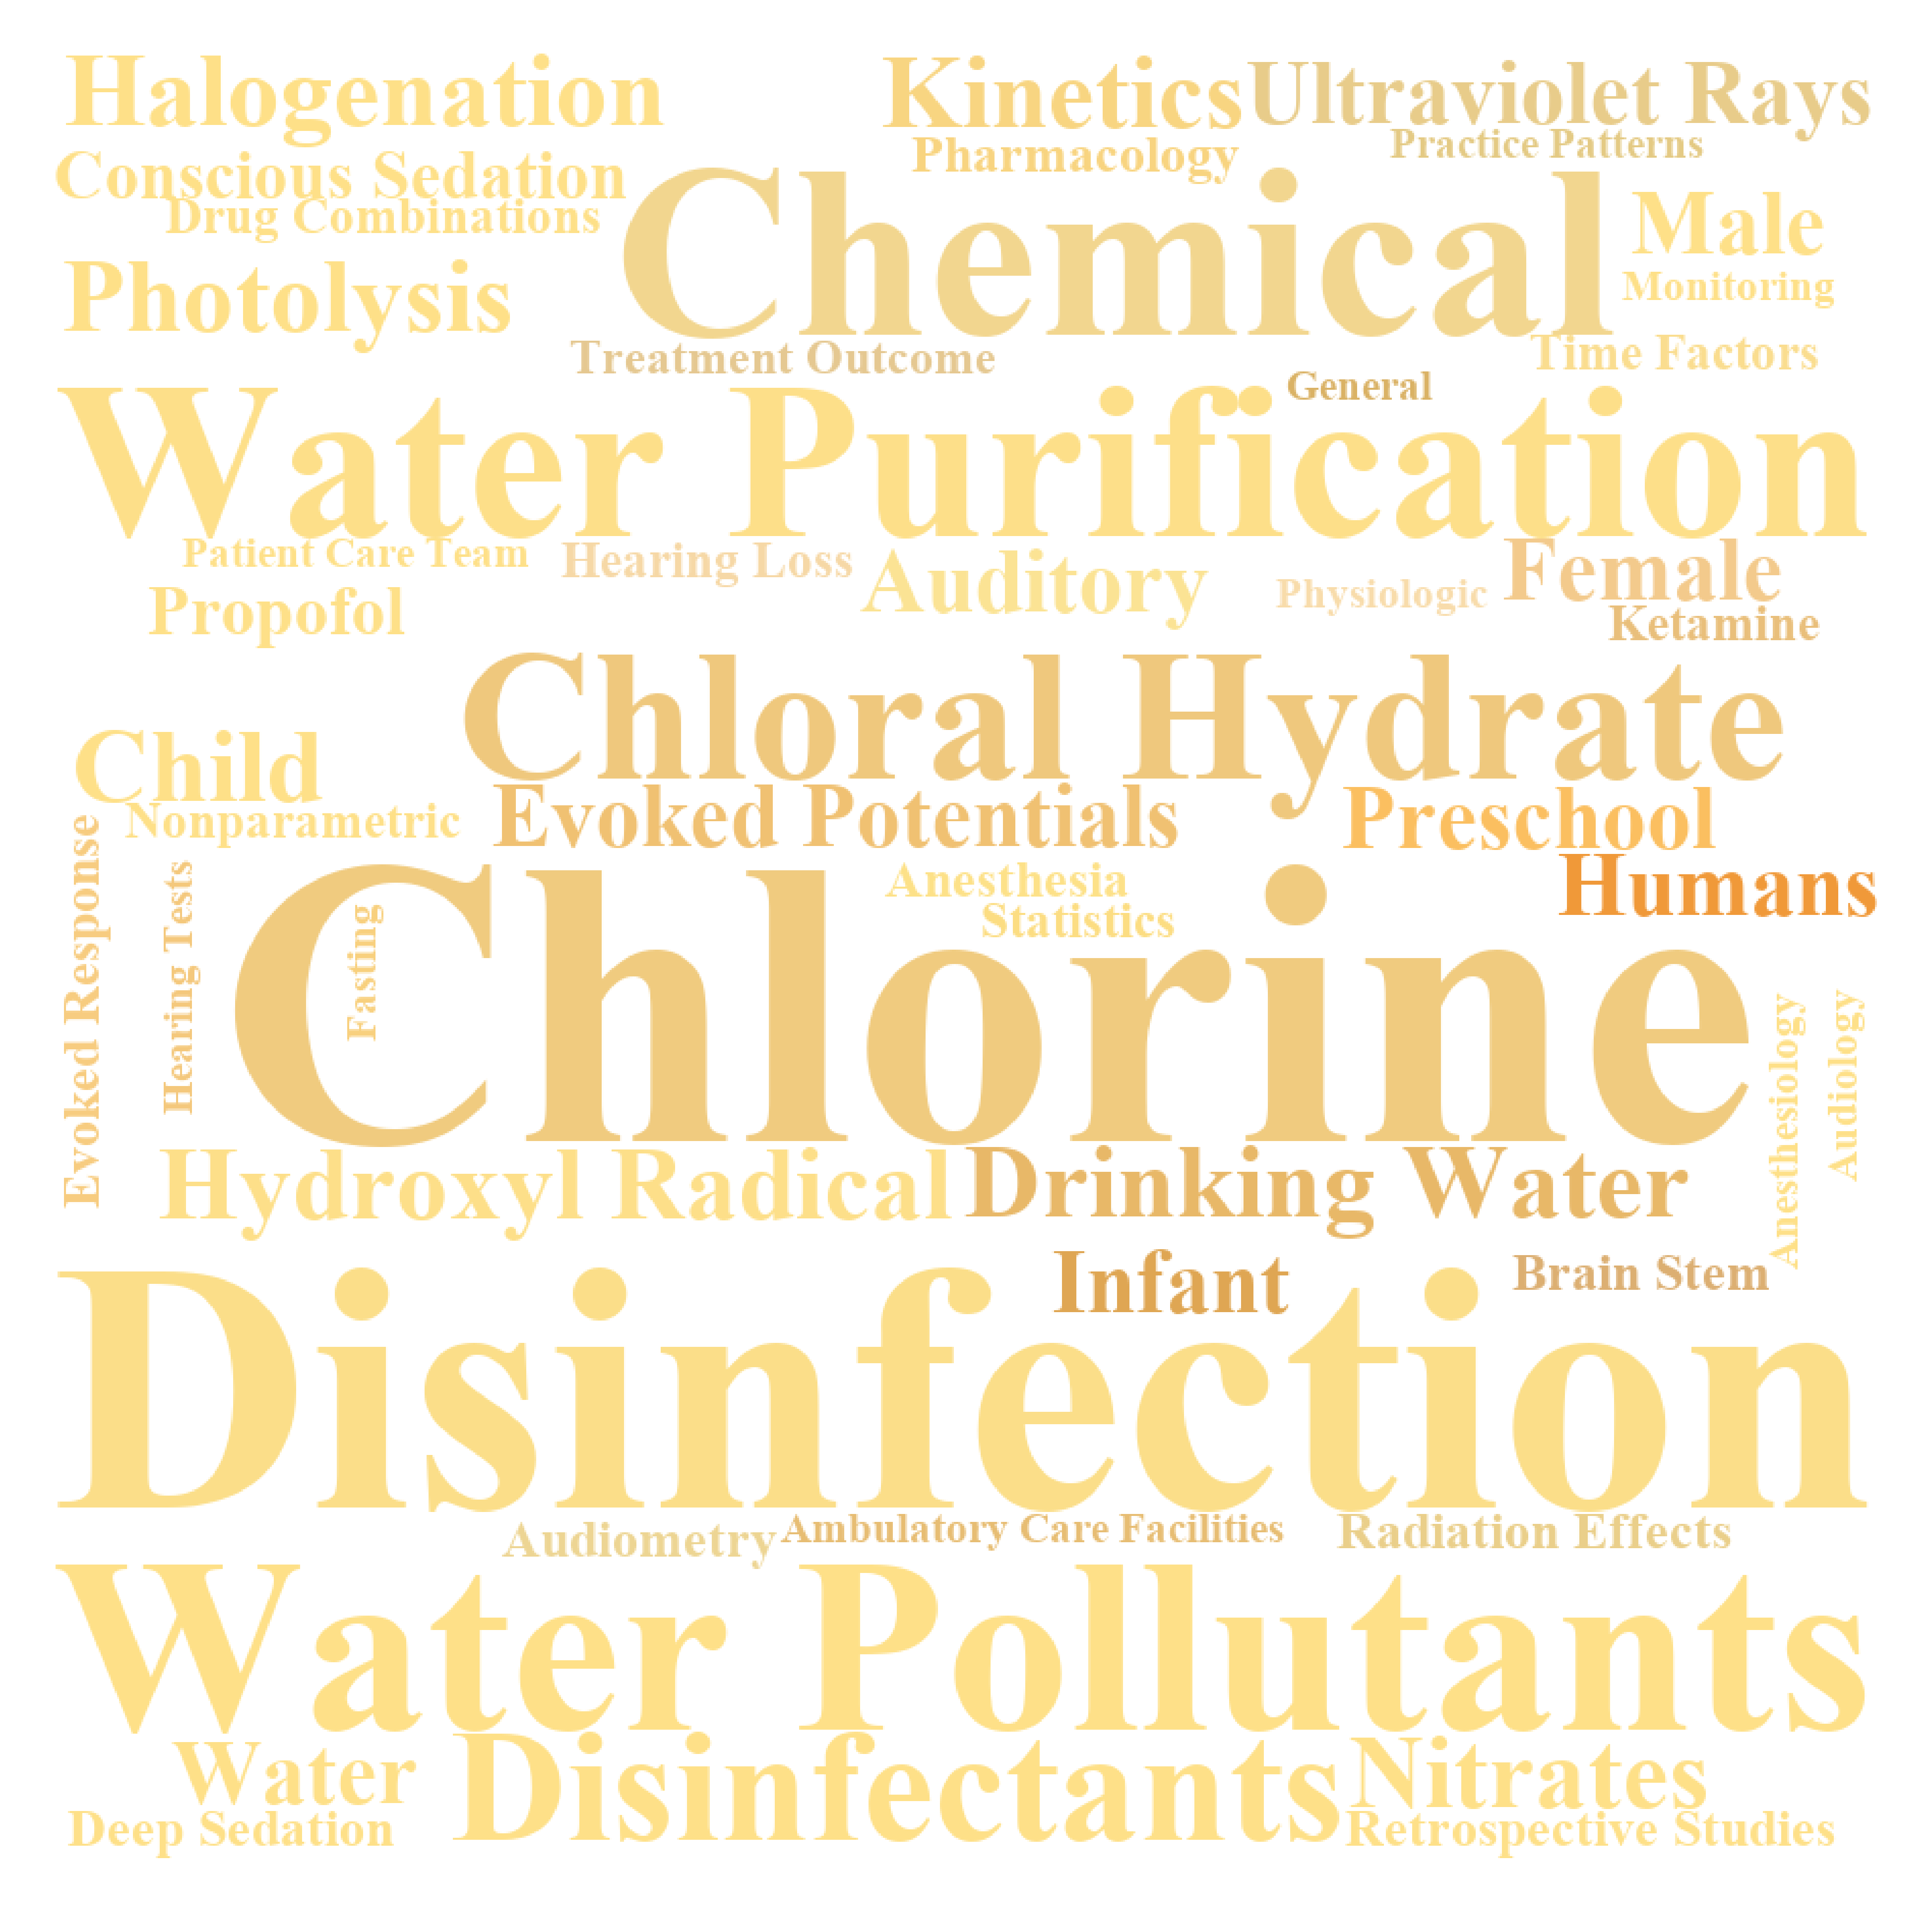 Halogenation
Kinetics
Ultraviolet Rays
Practice Patterns
Pharmacology
Conscious Sedation
Drug Combinations
Chemical
Male
Monitoring
Photolysis
Treatment Outcome
Time Factors
General
Water Purification
Patient Care Team
Hearing Loss
Auditory
Physiologic
Female
Propofol
Ketamine
Chloral Hydrate
Child
Nonparametric
Evoked Potentials
Preschool
Evoked Response
Hearing Tests
Fasting
Anesthesia
Statistics
Humans
Chlorine
Anesthesiology
Audiology
Hydroxyl Radical
Drinking Water
Infant
Brain Stem
Disinfection
Audiometry
Ambulatory Care Facilities
Radiation Effects
Water Pollutants
Water
Disinfectants
Nitrates
Deep Sedation
Retrospective Studies